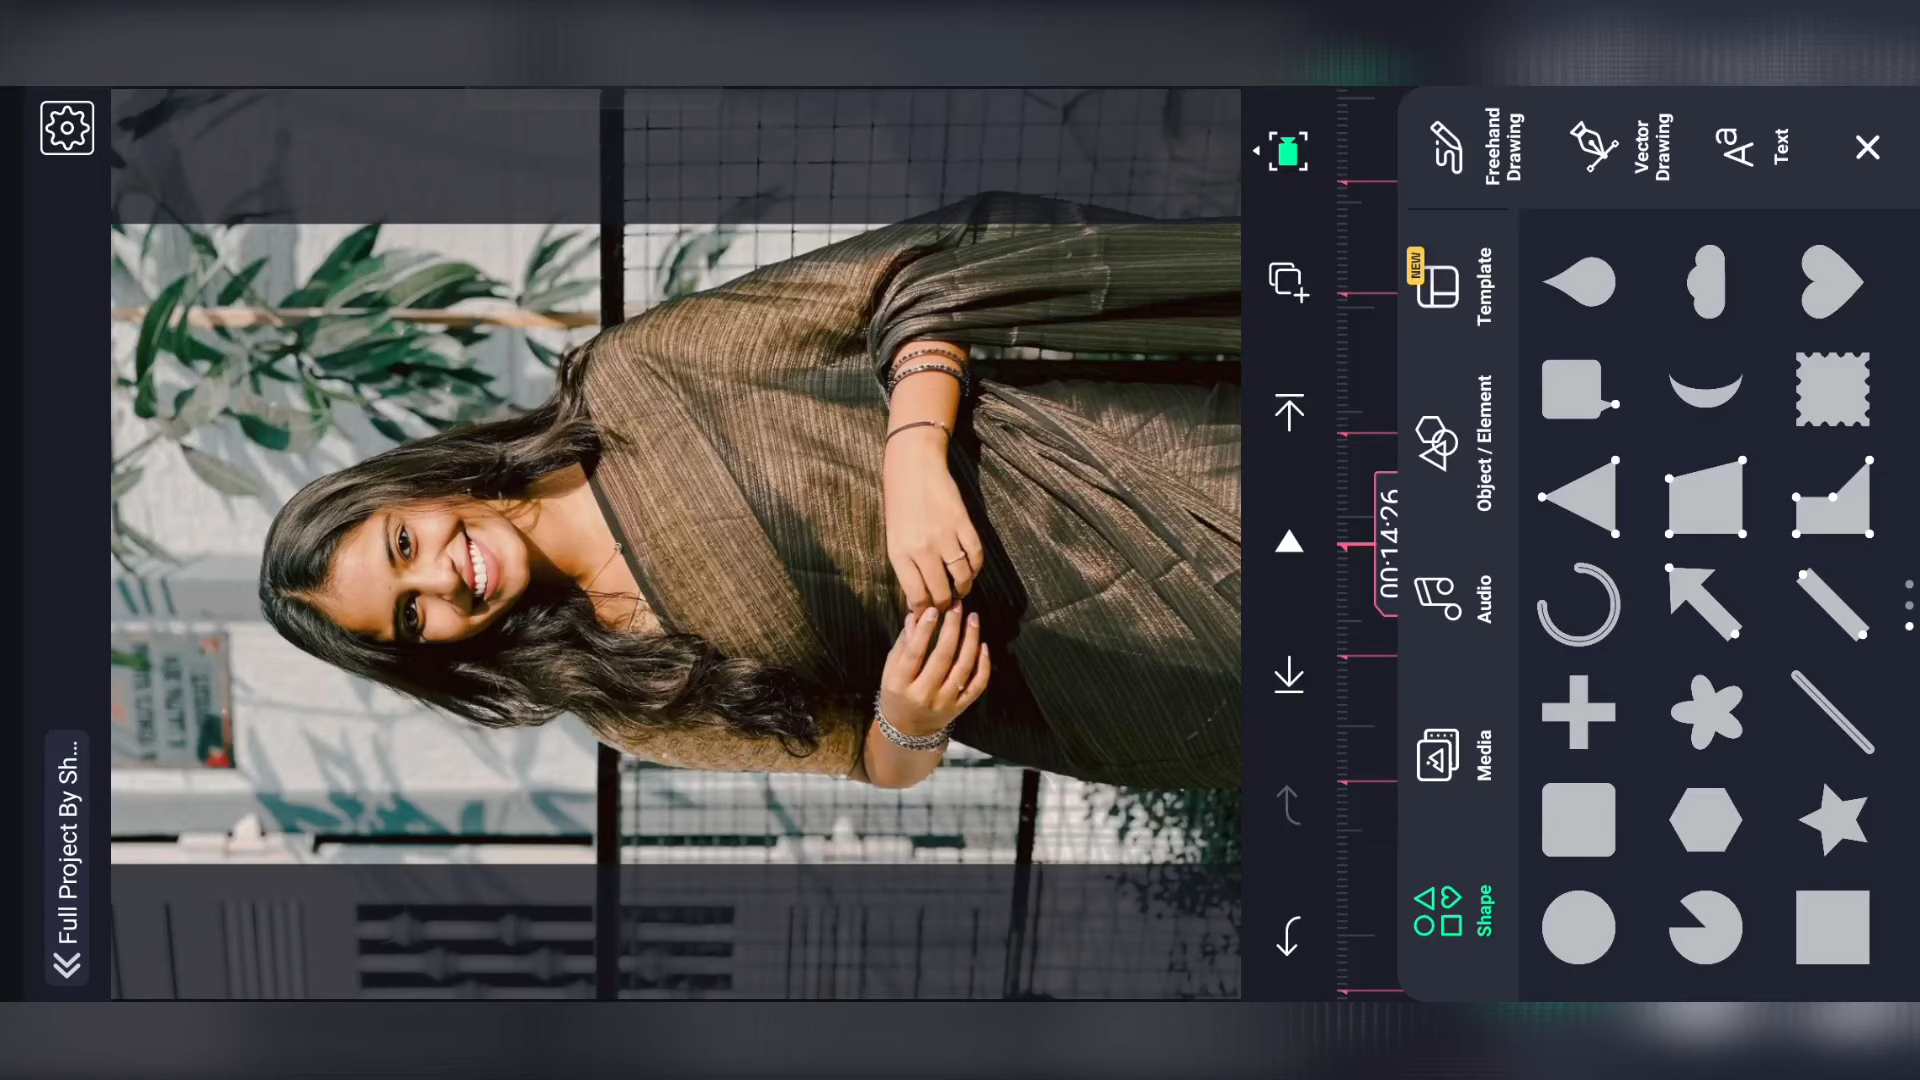 Full Project By Sh...
00:14:26
Shape
Media
Audio
Object / Element
Template
NEW
Freehand
Drawing
Vector
Drawing
Aa
Text